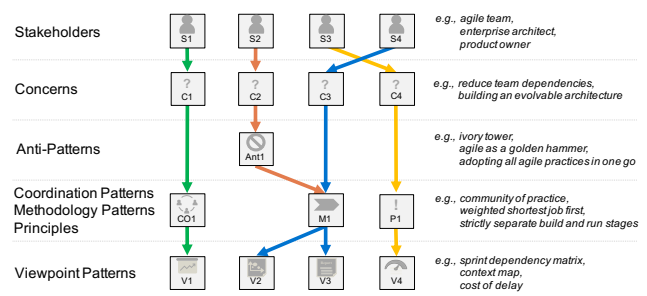 Stakeholders
S1
S2
S3
S4
e.g., agile team,
enterprise architect,
product owner
Concerns
?
C1
?
C2
?
C3
?
C4
e.g., reduce team dependencies,
building an evolvable architecture
Anti-Patterns
Ant1
e.g., ivory tower,
agile as a golden hammer,
adopting all agile practices in one go
Coordination Patterns
Methodology Patterns
Principles
CO1
M1
!
P1
e.g., community of practice,
weighted shortest job first,
strictly separate build and run stages
Viewpoint Patterns
V1
V2
V3
V4
e.g., sprint dependency matrix,
context map,
cost of delay